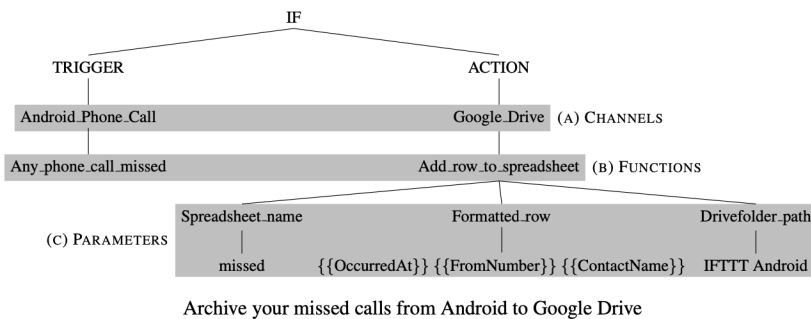 IF
TRIGGER ACTION
Android_Phone_Call Google_Drive (A) CHANNELS
Any_phone_call_missed Add_row_to_spreadsheet (B) FUNCTIONS
Spreadsheet_name Formatted_row Drivefolder_path
(C) PARAMETERS
missed {{OccurredAt}} {{FromNumber}} {{ContactName}} IFTTT Android
Archive your missed calls from Android to Google Drive